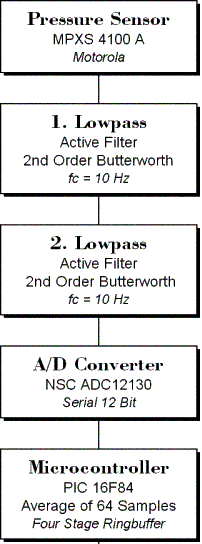 Pressure Sensor
MPXS 4100 A
Motorola
1. Lowpass
Active Filter
2nd Order Butterworth
fc = 10 Hz
2. Lowpass
Active Filter
2nd Order Butterworth
fc = 10 Hz
A/D Converter
NSC ADC12130
Serial 12 Bit
Microcontroller
PIC 16F84
Average of 64 Samples
Four Stage Ringbuffer